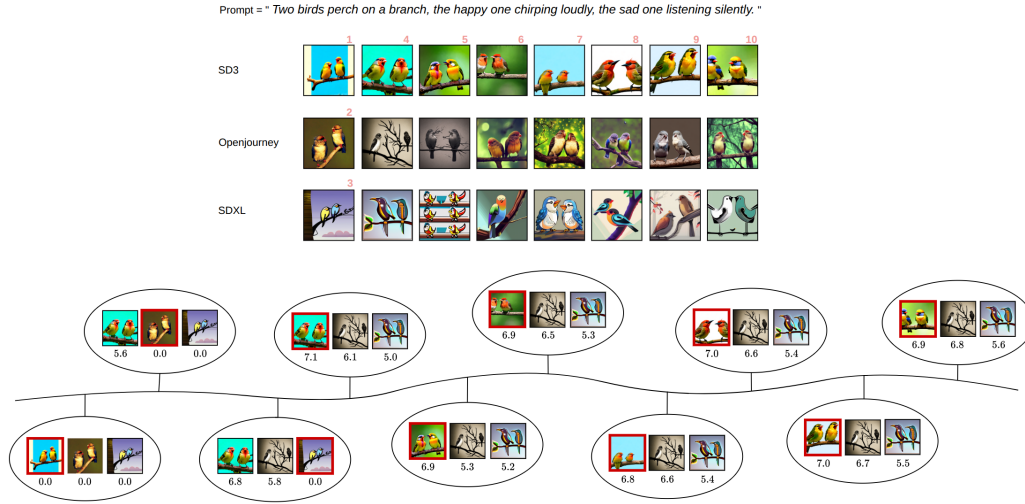 Prompt = " Two birds perch on a branch, the happy one chirping loudly, the sad one listening silently. "
1 4 5 6 7 8 9 10
SD3
2
Openjourney
3
SDXL
5.6 0.0 0.0
7.1 6.1 5.0
6.9 6.5 5.3
7.0 6.6 5.4
6.9 6.8 5.6
0.0 0.0 0.0
6.8 5.8 0.0
6.9 5.3 5.2
6.8 6.6 5.4
7.0 6.7 5.5